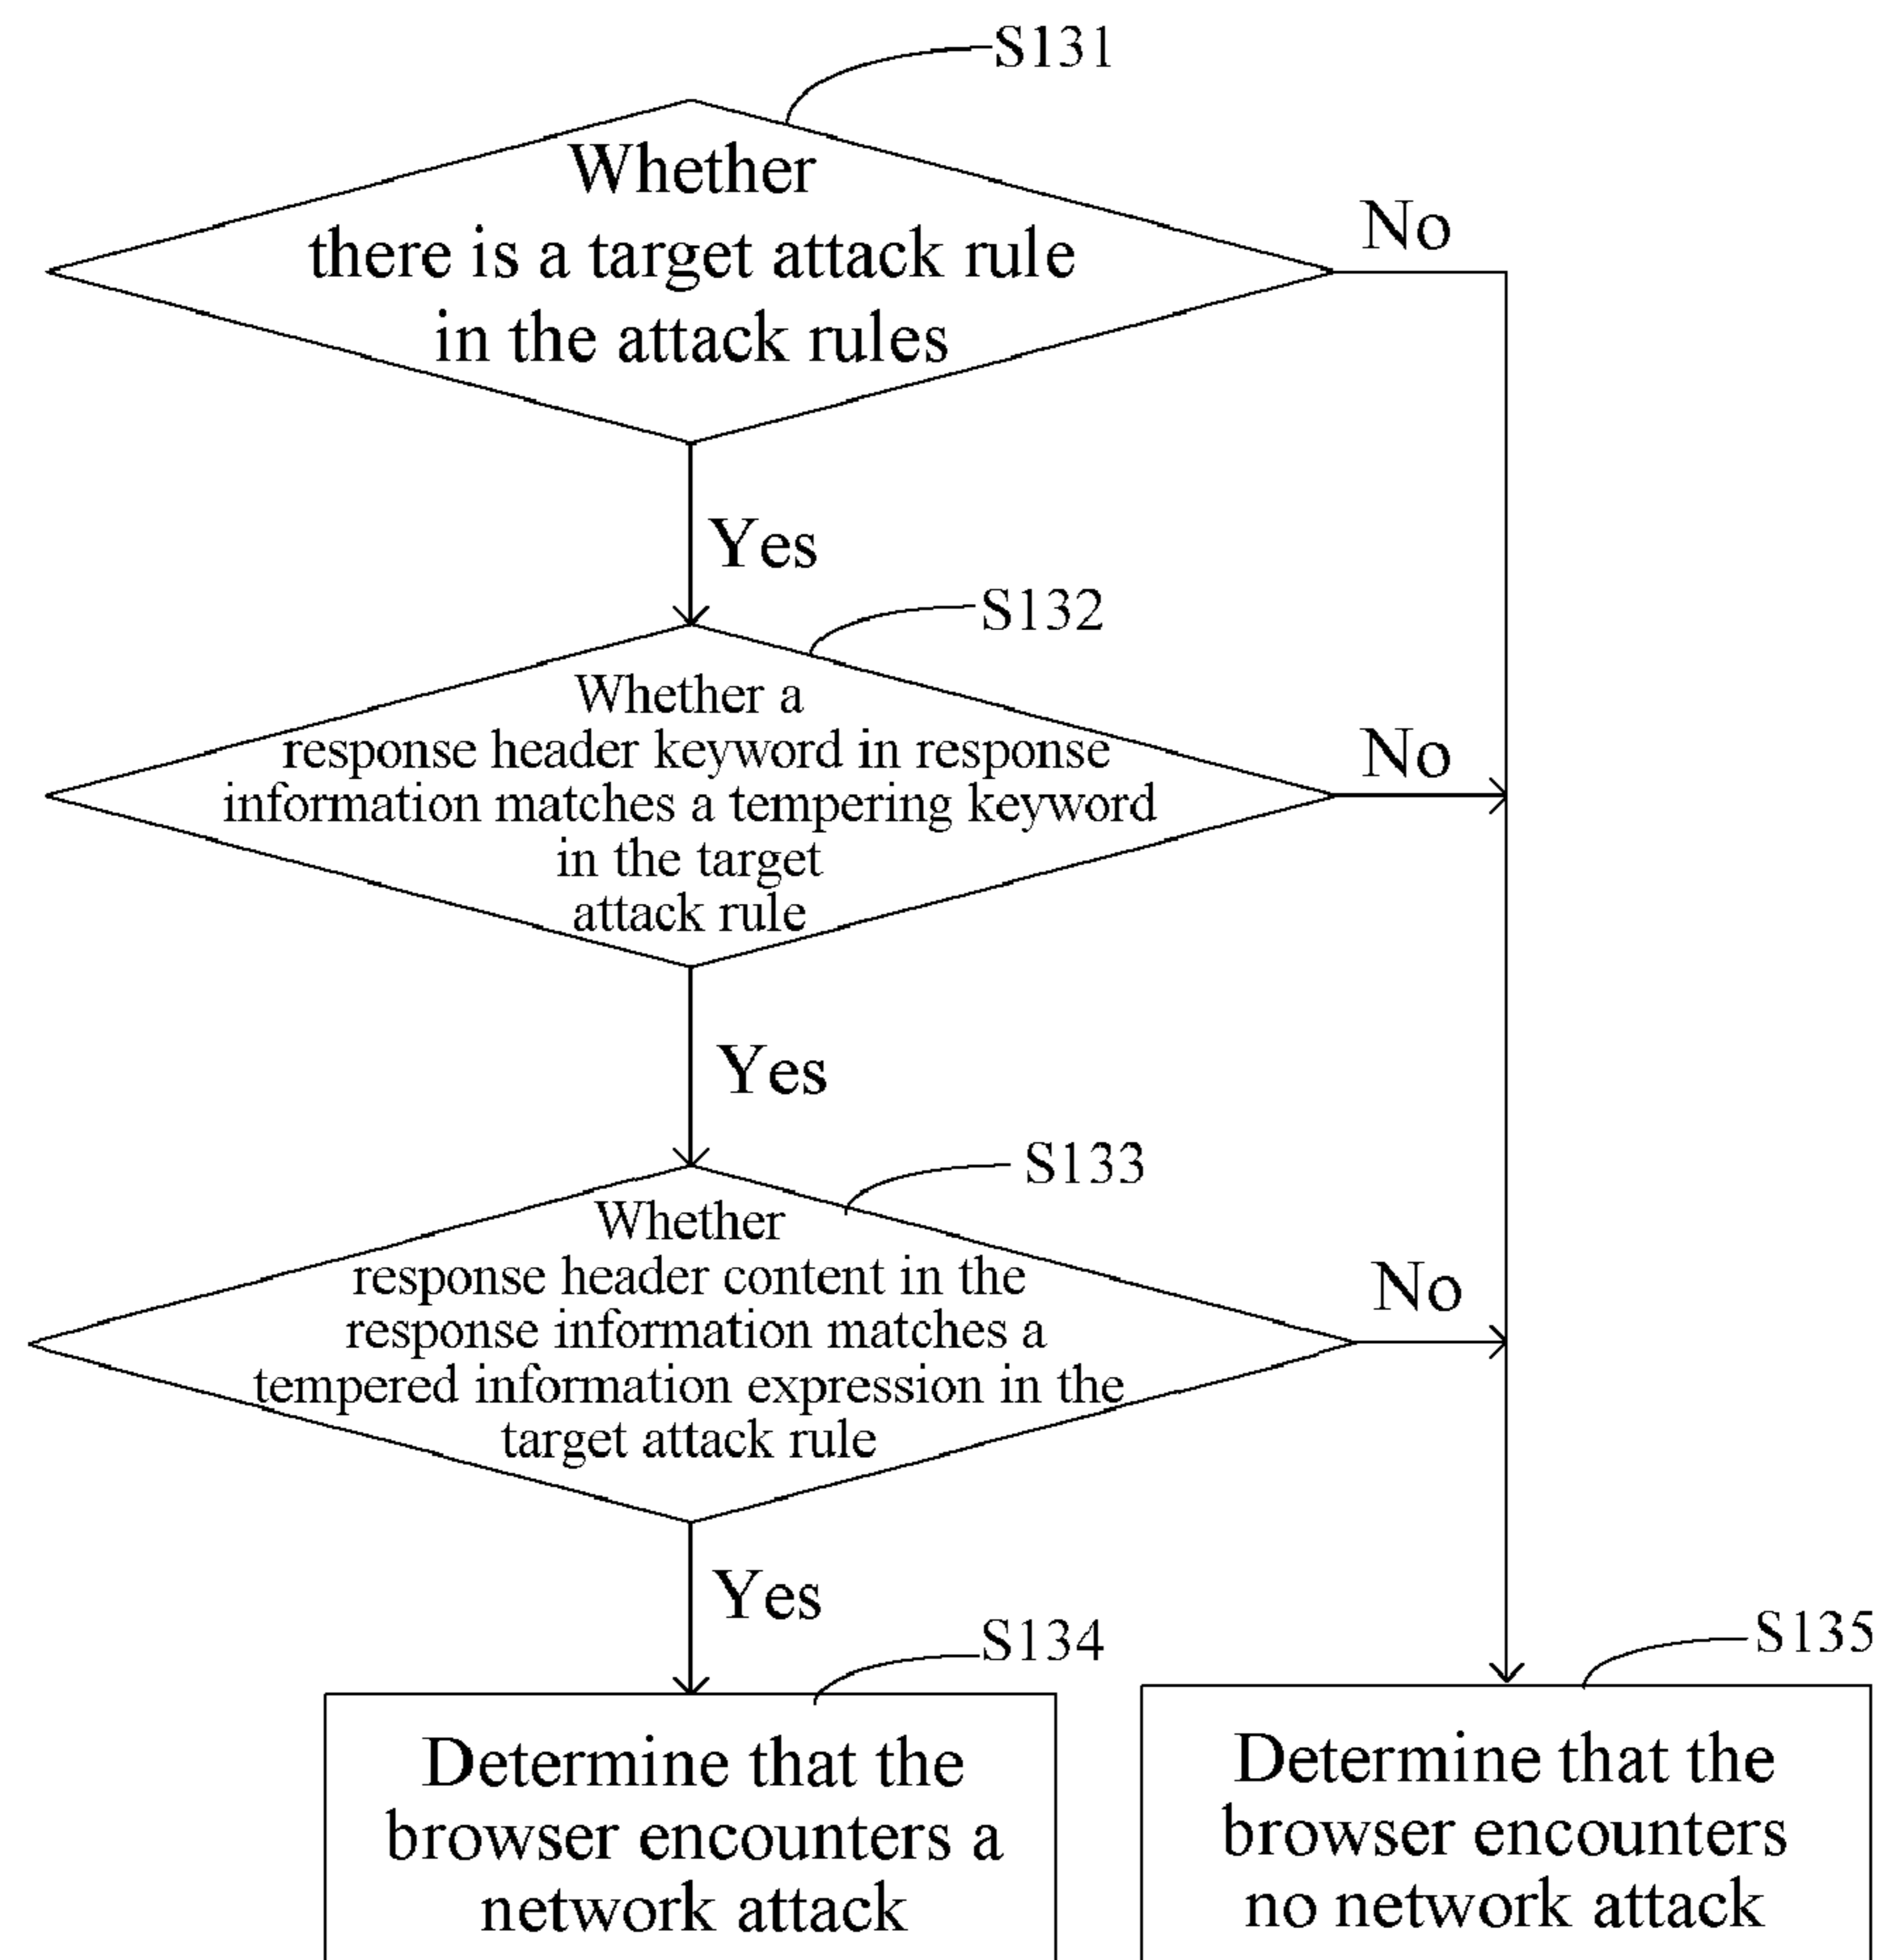 S131
Whether
there is a target attack rule
in the attack rules
No
Yes
S132
Whether a
response header keyword in response
information matches a tempering keyword
in the target
attack rule
No
Yes
S133
Whether
response header content in the
response information matches a
tempered information expression in the
target attack rule
No
Yes
S134
Determine that the
browser encounters a
network attack
S135
Determine that the
browser encounters
no network attack